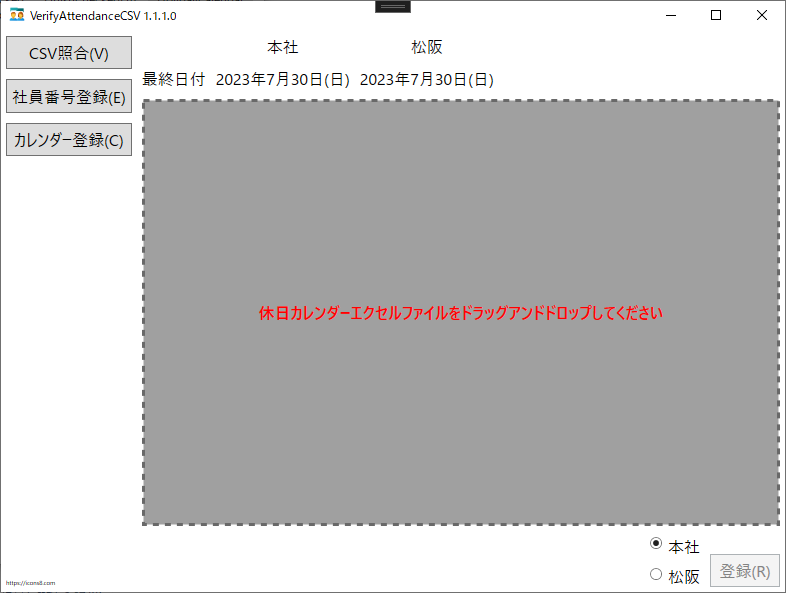 VerifyAttendanceCSV 1.1.1.0
CSV照合(V)
社員番号登録(E)
カレンダー登録(C)
本社 松阪
最終日付 2023年7月30日(日) 2023年7月30日(日)
休日カレンダーエクセルファイルをドラッグアンドドロップしてください
本社
松阪
登録(R)
https://icons8.com